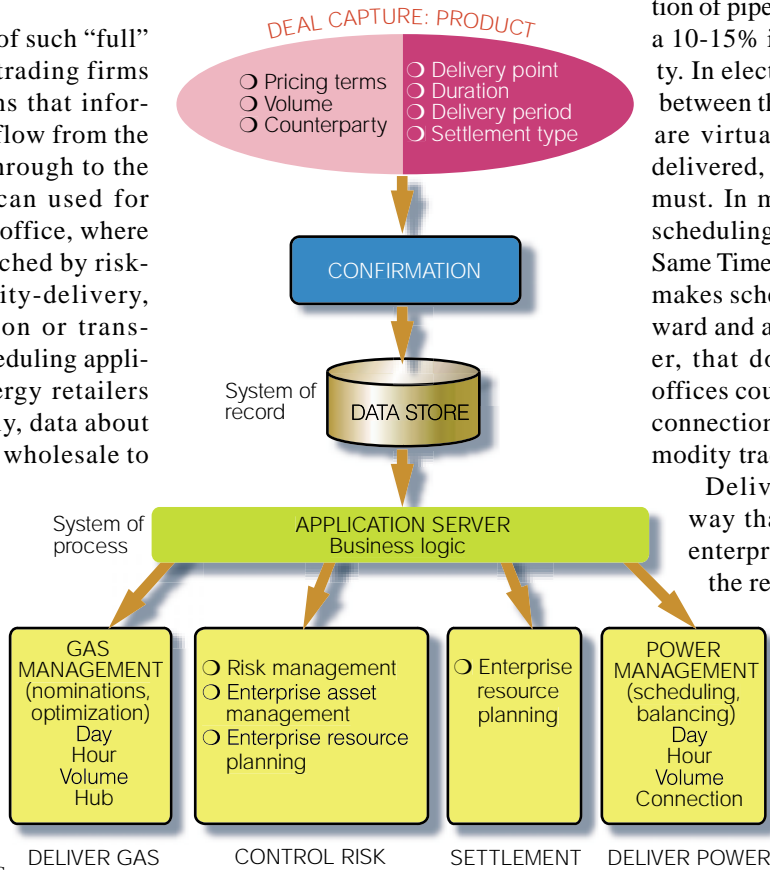 of such “full”
trading firms
ns that infor-
flow from the
hrough to the
can used for
office, where
ched by risk-
ity-delivery,
on or trans-
eduling appli-
ergy retailers
y, data about
wholesale to
DEAL CAPTURE: PRODUCT
❍ Pricing terms
❍ Volume
❍ Counterparty
❍ Delivery point
❍ Duration
❍ Delivery period
❍ Settlement type
CONFIRMATION
System of
record
DATA STORE
System of
process
APPLICATION SERVER
Business logic
GAS
MANAGEMENT
(nominations,
optimization)
Day
Hour
Volume
Hub
DELIVER GAS
❍ Risk management
❍ Enterprise asset
management
❍ Enterprise resource
planning
CONTROL RISK
❍ Enterprise
resource
planning
SETTLEMENT
POWER
MANAGEMENT
(scheduling,
balancing)
Day
Hour
Volume
Connection
DELIVER POWER
tion of pipe
a 10-15% i
ty. In elect
between th
are virtua
delivered,
must. In m
scheduling
Same Time
makes sche
ward and a
er, that do
offices cou
connection
modity tra
Deliv
way tha
enterpr
the re